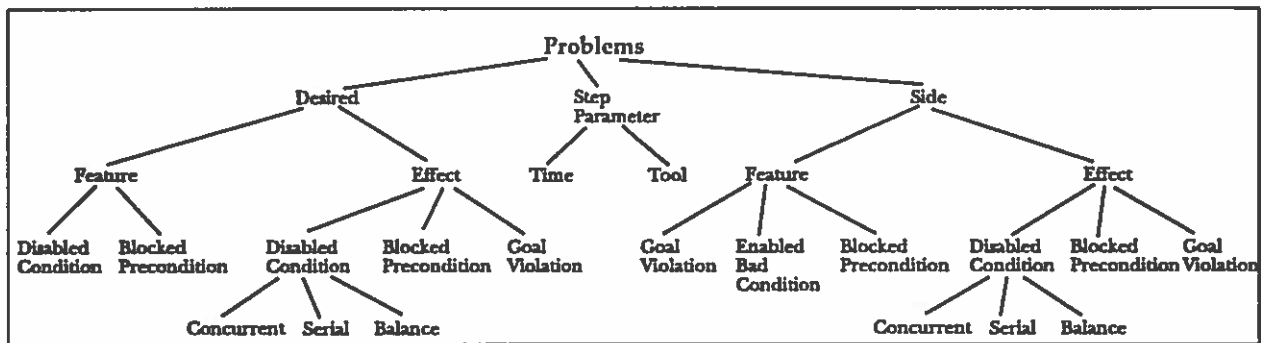 Problems
Desired
Step
Parameter
Side
Feature
Effect
Time
Tool
Feature
Effect
Disabled
Condition
Blocked
Precondition
Disabled
Condition
Blocked
Precondition
Goal
Violation
Goal
Violation
Enabled
Bad
Condition
Blocked
Precondition
Disabled
Condition
Blocked
Precondition
Goal
Violation
Concurrent
Serial
Balance
Concurrent
Serial
Balance